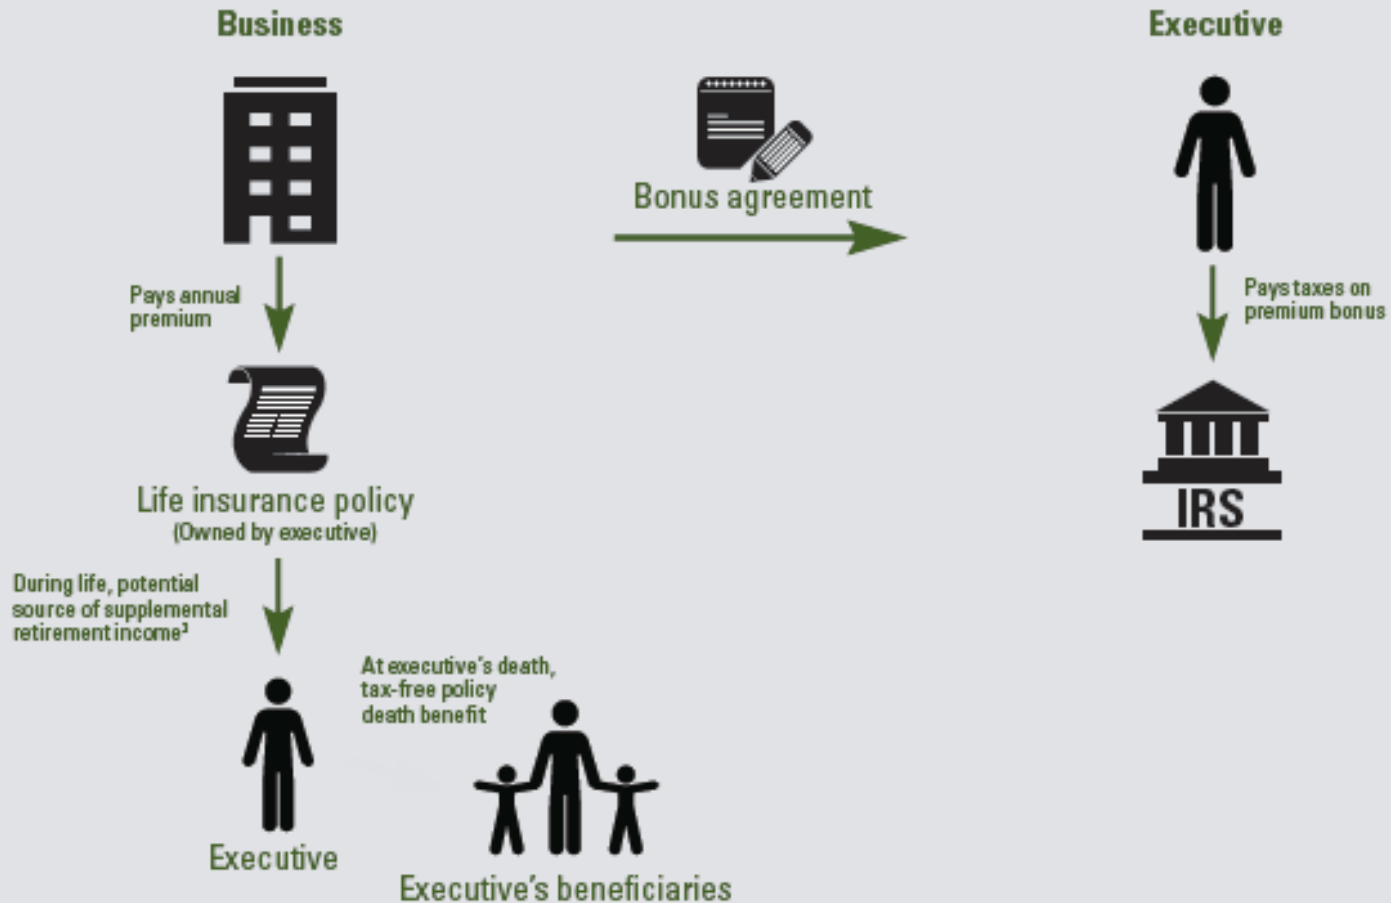 Business
Executive
Bonus agreement
Pays annual
premium
Pays taxes on
premium bonus
Life insurance policy
(Owned by executive)
IRS
During life, potential
source of supplemental
retirement income³
At executive's death,
tax-free policy
death benefit
Executive
Executive's beneficiaries